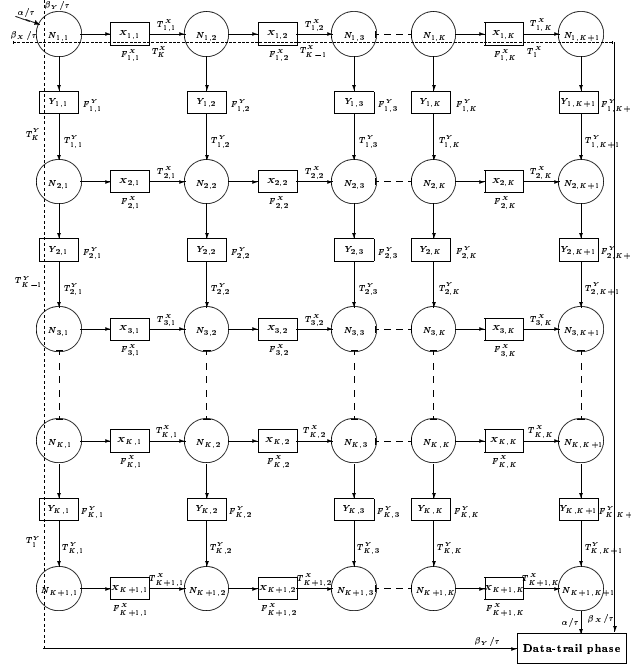 α/τ β_Y/τ
β_X/τ N_{1,1} X_{1,1} T^X_{1,1} N_{1,2} X_{1,2} T^X_{1,2} N_{1,3} N_{1,K} X_{1,K} T^X_{1,K} N_{1,K+1}
F^X_{1,1} T^X_K F^X_{1,2} T^X_{K−1} F^X_{1,K} T^X_1
Y_{1,1} F^Y_{1,1} Y_{1,2} F^Y_{1,2} Y_{1,3} F^Y_{1,3} Y_{1,K} F^Y_{1,K} Y_{1,K+1} F^Y_{1,K+
T^Y_K T^Y_{1,1} T^Y_{1,2} T^Y_{1,3} T^Y_{1,K} T^Y_{1,K+1}
N_{2,1} X_{2,1} T^X_{2,1} N_{2,2} X_{2,2} T^X_{2,2} N_{2,3} N_{2,K} X_{2,K} T^X_{2,K} N_{2,K+1}
F^X_{2,1} F^X_{2,2} F^X_{2,K}
Y_{2,1} F^Y_{2,1} Y_{2,2} F^Y_{2,2} Y_{2,3} F^Y_{2,3} Y_{2,K} F^Y_{2,K} Y_{2,K+1} F^Y_{2,K+
T^Y_{K−1} T^Y_{2,1} T^Y_{2,2} T^Y_{2,3} T^Y_{2,K} T^Y_{2,K+1}
N_{3,1} X_{3,1} T^X_{3,1} N_{3,2} X_{3,2} T^X_{3,2} N_{3,3} N_{3,K} X_{3,K} T^X_{3,K} N_{3,K+1}
F^X_{3,1} F^X_{3,2} F^X_{3,K}
N_{K,1} X_{K,1} T^X_{K,1} N_{K,2} X_{K,2} T^X_{K,2} N_{K,3} N_{K,K} X_{K,K} T^X_{K,K} N_{K,K+1}
F^X_{K,1} F^X_{K,2} F^X_{K,K}
Y_{K,1} F^Y_{K,1} Y_{K,2} F^Y_{K,2} Y_{K,3} F^Y_{K,3} Y_{K,K} F^Y_{K,K} Y_{K,K+1} F^Y_{K,K+
T^Y_1 T^Y_{K,1} T^Y_{K,2} T^Y_{K,3} T^Y_{K,K} T^Y_{K,K+1}
N_{K+1,1} X_{K+1,1} T^X_{K+1,1} N_{K+1,2} X_{K+1,2} T^X_{K+1,2} N_{K+1,3} N_{K+1,K} X_{K+1,K} T^X_{K+1,K} N_{K+1,K+1}
F^X_{K+1,1} F^X_{K+1,2} F^X_{K+1,K}
α/τ β_X/τ
β_Y/τ Data-trail phase